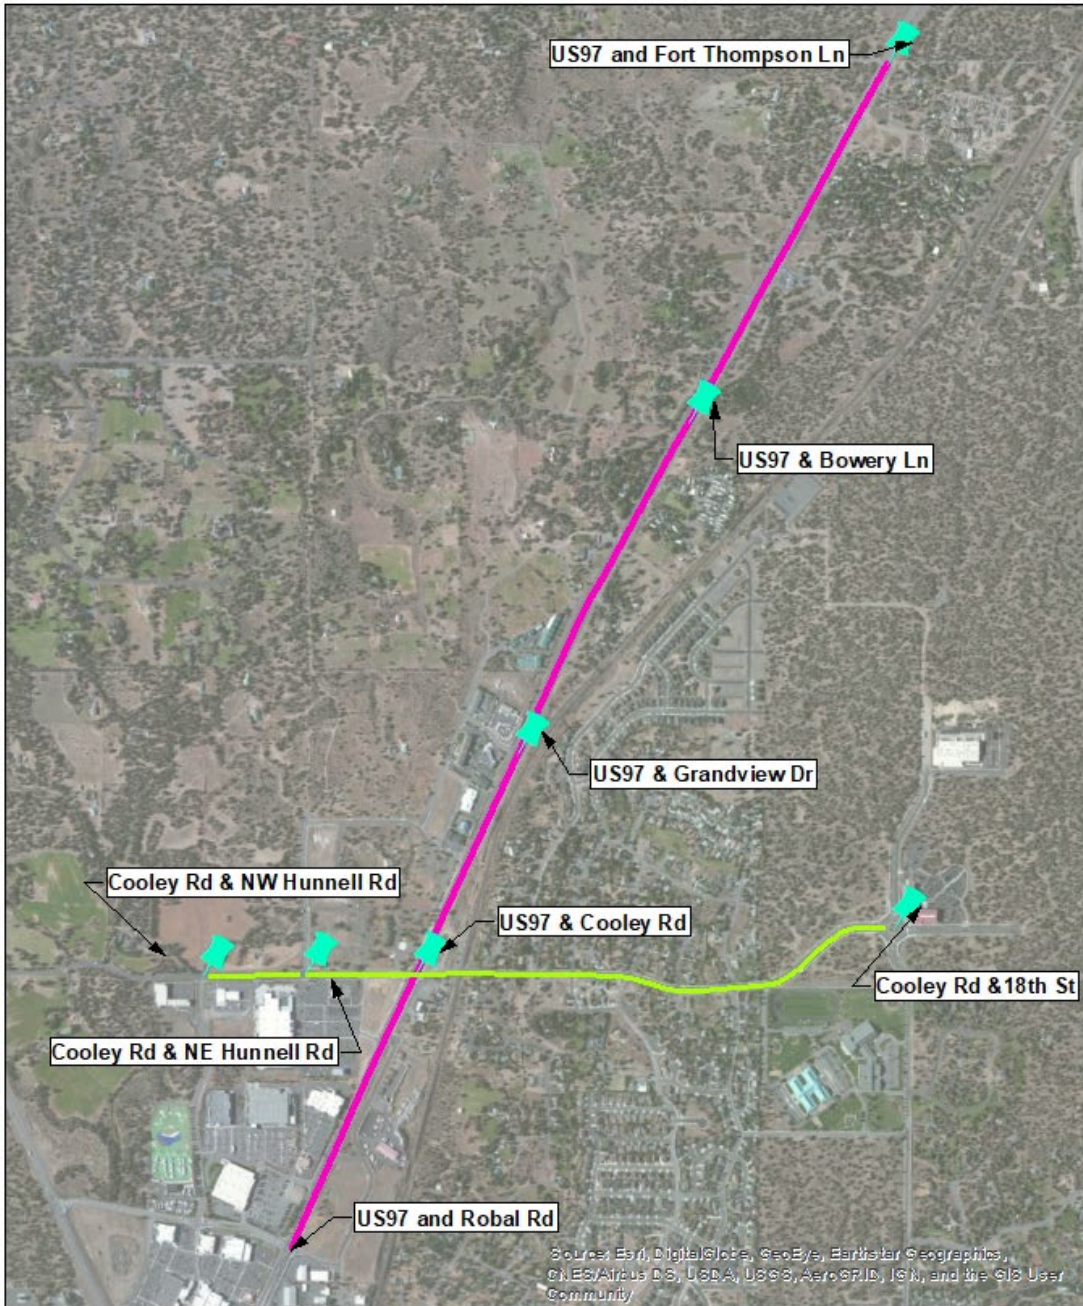 US97 and Fort Thompson Ln
US97 & Bowery Ln
US97 & Grandview Dr
Cooley Rd & NW Hunnell Rd
US97 & Cooley Rd
Cooley Rd &18th St
Cooley Rd & NE Hunnell Rd
US97 and Robal Rd
Source: Esri, DigitalGlobe, GeoEye, Earthstar Geographics,
CNES/Airbus DS, USDA, USGS, AeroGRID, IGN, and the GIS User
Community